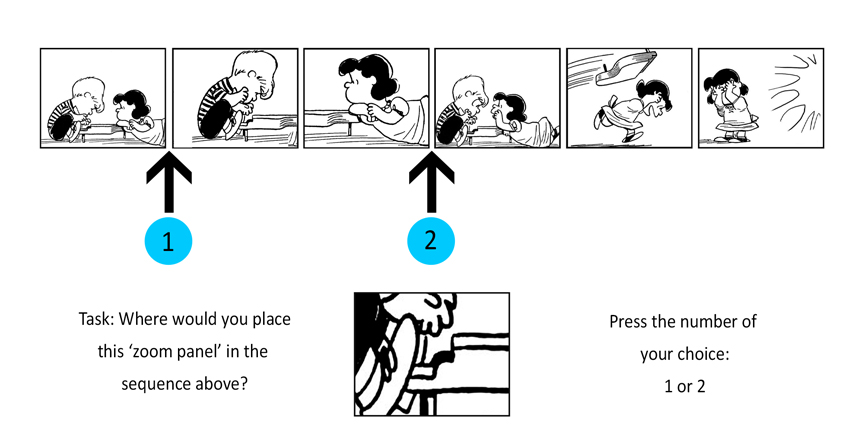 1
2
Task: Where would you place
this ‘zoom panel’ in the
sequence above?
Press the number of
your choice:
1 or 2